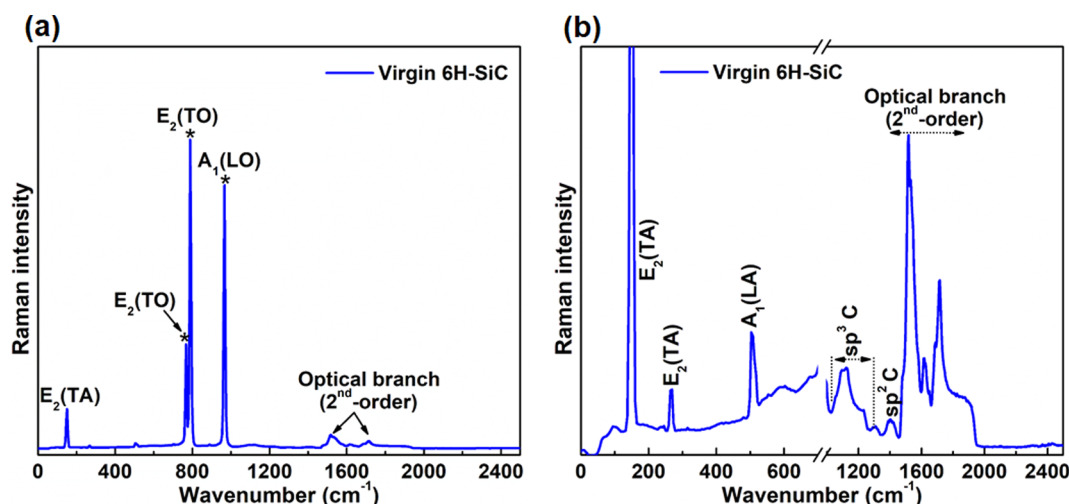 (a)
Virgin 6H-SiC
E₂(TO)
*
A₁(LO)
*
E₂(TO)
*
E₂(TA)
Optical branch
(2ⁿᵈ-order)
Raman intensity
0 400 800 1200 1600 2000 2400
Wavenumber (cm⁻¹)
(b)
Virgin 6H-SiC
Optical branch
(2ⁿᵈ-order)
E₂(TA)
E₂(TA)
A₁(LA)
sp³ C
sp² C
Raman intensity
0 200 400 600 1200 1600 2000 2400
Wavenumber (cm⁻¹)